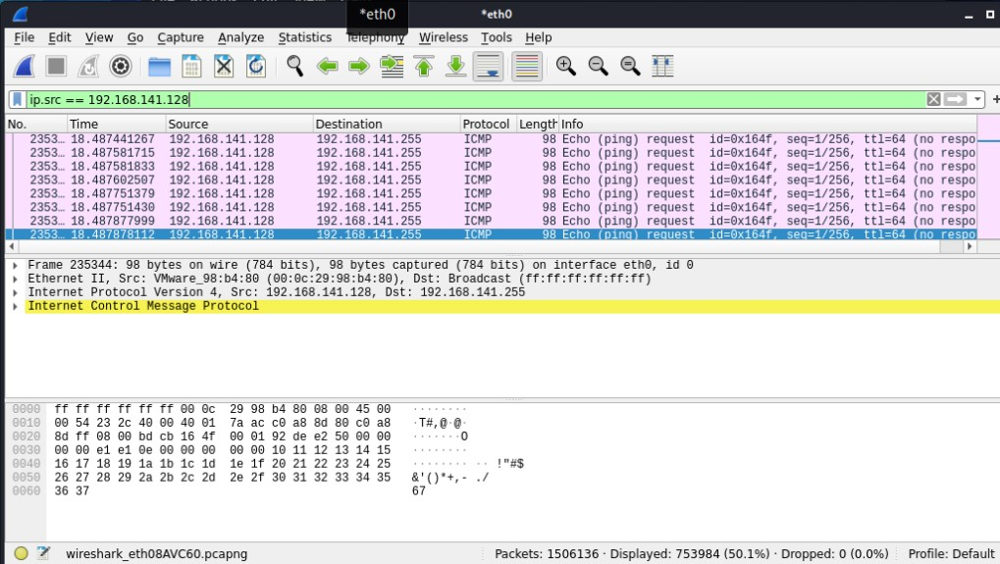 *eth0
*eth0
File Edit View Go Capture Analyze Statistics Telephony Wireless Tools Help
ip.src == 192.168.141.128
No. Time Source Destination Protocol Length Info
2353… 18.487441267 192.168.141.128 192.168.141.255 ICMP 98 Echo (ping) request id=0x164f, seq=1/256, ttl=64 (no respo
2353… 18.487581715 192.168.141.128 192.168.141.255 ICMP 98 Echo (ping) request id=0x164f, seq=1/256, ttl=64 (no respo
2353… 18.487581833 192.168.141.128 192.168.141.255 ICMP 98 Echo (ping) request id=0x164f, seq=1/256, ttl=64 (no respo
2353… 18.487602507 192.168.141.128 192.168.141.255 ICMP 98 Echo (ping) request id=0x164f, seq=1/256, ttl=64 (no respo
2353… 18.487751379 192.168.141.128 192.168.141.255 ICMP 98 Echo (ping) request id=0x164f, seq=1/256, ttl=64 (no respo
2353… 18.487751430 192.168.141.128 192.168.141.255 ICMP 98 Echo (ping) request id=0x164f, seq=1/256, ttl=64 (no respo
2353… 18.487877999 192.168.141.128 192.168.141.255 ICMP 98 Echo (ping) request id=0x164f, seq=1/256, ttl=64 (no respo
2353… 18.487878112 192.168.141.128 192.168.141.255 ICMP 98 Echo (ping) request id=0x164f, seq=1/256, ttl=64 (no respo
Frame 235344: 98 bytes on wire (784 bits), 98 bytes captured (784 bits) on interface eth0, id 0
Ethernet II, Src: VMware_98:b4:80 (00:0c:29:98:b4:80), Dst: Broadcast (ff:ff:ff:ff:ff:ff)
Internet Protocol Version 4, Src: 192.168.141.128, Dst: 192.168.141.255
Internet Control Message Protocol
0000 ff ff ff ff ff ff 00 0c 29 98 b4 80 08 00 45 00 ········
0010 00 54 23 2c 40 00 40 01 7a ac c0 a8 8d 80 c0 a8 ·T#,@·@·
0020 8d ff 08 00 bd cb 16 4f 00 01 92 de e2 50 00 00 ·······O
0030 00 00 e1 e1 0e 00 00 00 00 00 10 11 12 13 14 15 ········
0040 16 17 18 19 1a 1b 1c 1d 1e 1f 20 21 22 23 24 25 ········ ·· !"#$
0050 26 27 28 29 2a 2b 2c 2d 2e 2f 30 31 32 33 34 35 &'()*+,- ./
0060 36 37 67
wireshark_eth08AVC60.pcapng Packets: 1506136 · Displayed: 753984 (50.1%) · Dropped: 0 (0.0%) Profile: Default